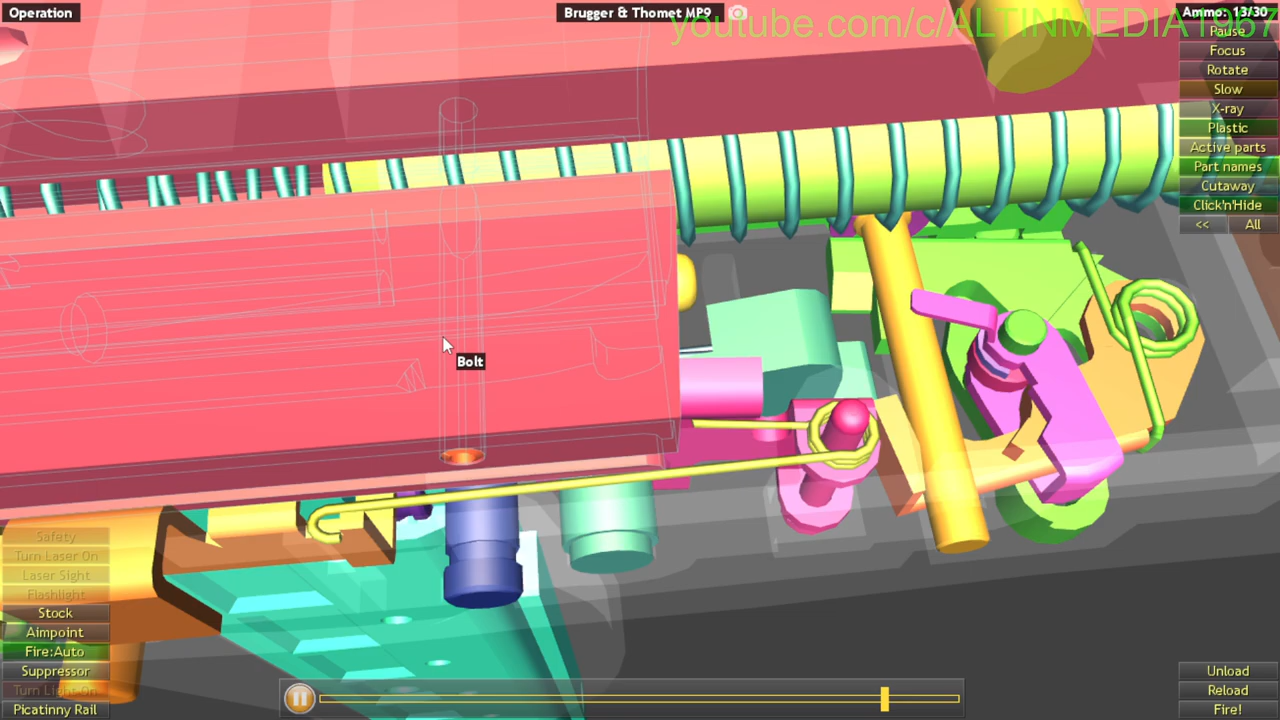 Operation
Brugger & Thomet MP9
youtube.com/c/ALTINMEDIA1967
Ammo: 13/30
Pause
Focus
Rotate
Slow
X-ray
Plastic
Active parts
Part names
Cutaway
Click'n'Hide
<< All
Bolt
Safety
Turn Laser On
Laser Sight
Flashlight
Stock
Aimpoint
Fire:Auto
Suppressor
Turn Light On
Picatinny Rail
Unload
Reload
Fire!